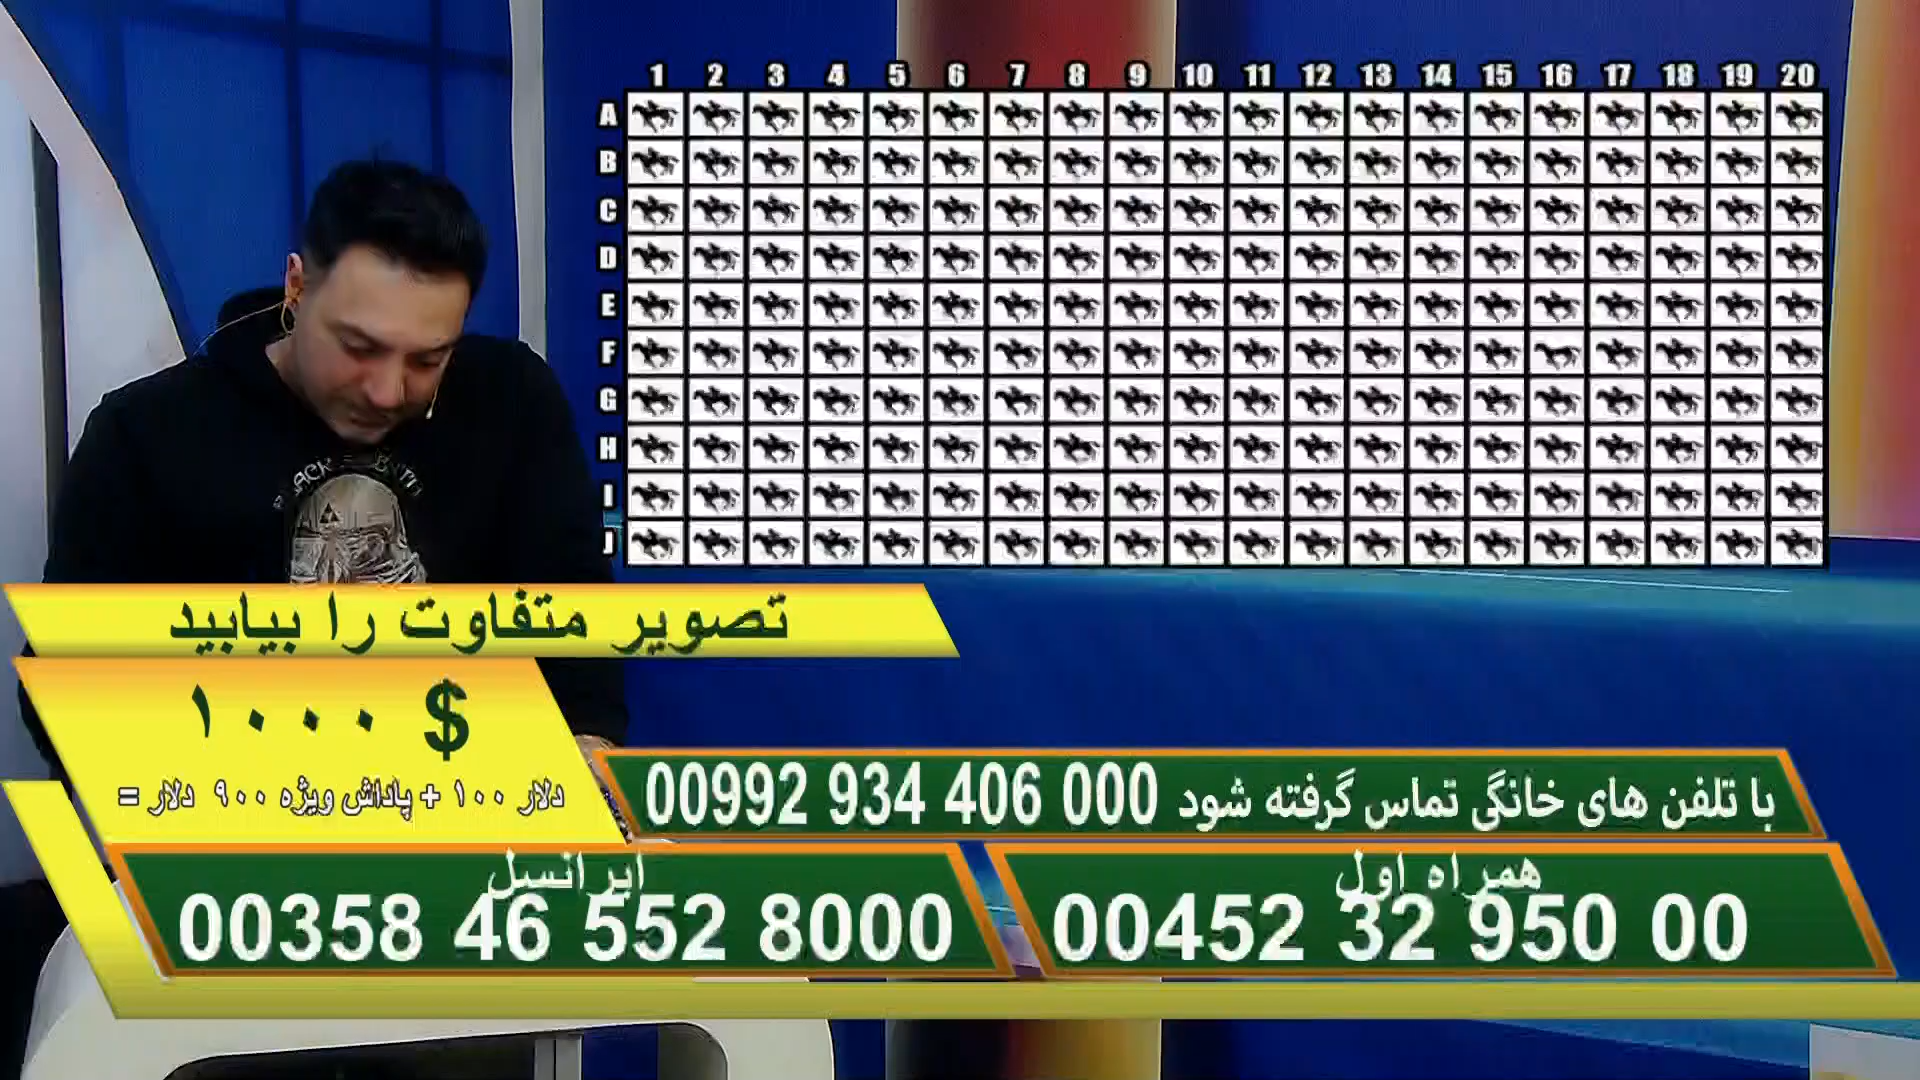 1 2 3 4 5 6 7 8 9 10 11 12 13 14 15 16 17 18 19 20
A
B
C
D
E
F
G
H
I
J
تصویر متفاوت را بیابید
۱۰۰۰ $
دلار ۱۰۰ + پاداش ویژه ۹۰۰ دلار =
با تلفن های خانگی تماس گرفته شود 00992 934 406 000
ایرانسل
00358 46 552 8000
همراه اول
00452 32 950 00